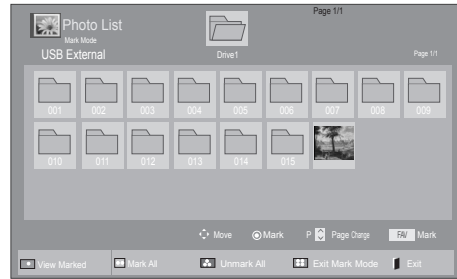 Page 1/1
Photo List
Mark Mode
USB External
Drive1
Page 1/1
001 002 003 004 005 006 007 008 009
010 011 012 013 014 015
Move Mark P Page Change FAV Mark
View Marked Mark All Unmark All Exit Mark Mode Exit